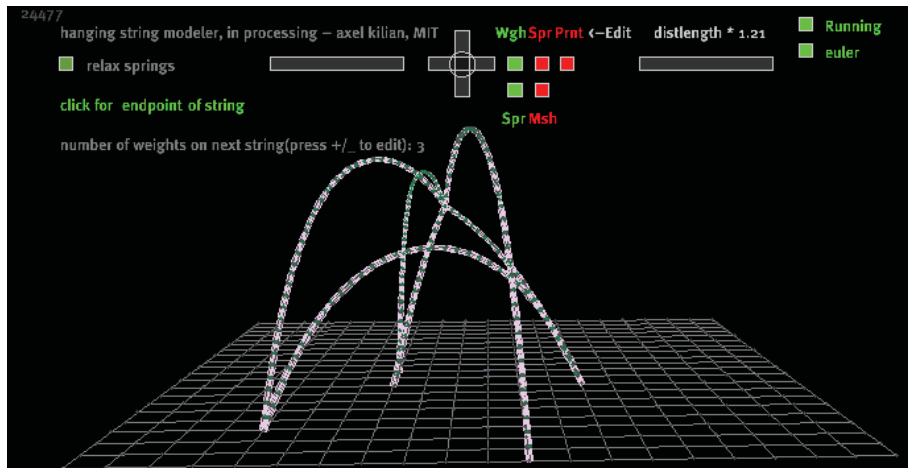 24477
hanging string modeler, in processing – axel kilian, MIT
Wgh Spr Prnt <–Edit
distlength * 1.21
Running
euler
relax springs
click for endpoint of string
Spr Msh
number of weights on next string(press +/_ to edit): 3